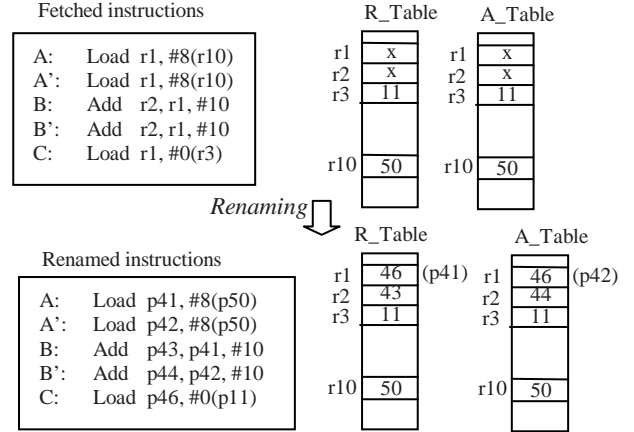 Fetched instructions
R_Table
A_Table
A: Load r1, #8(r10)
A’: Load r1, #8(r10)
B: Add r2, r1, #10
B’: Add r2, r1, #10
C: Load r1, #0(r3)
r1 x
r2 x
r3 11
r10 50
r1 x
r2 x
r3 11
r10 50
Renaming
Renamed instructions
R_Table
A_Table
A: Load p41, #8(p50)
A’: Load p42, #8(p50)
B: Add p43, p41, #10
B’: Add p44, p42, #10
C: Load p46, #0(p11)
r1 46 (p41)
r2 43
r3 11
r10 50
r1 46 (p42)
r2 44
r3 11
r10 50